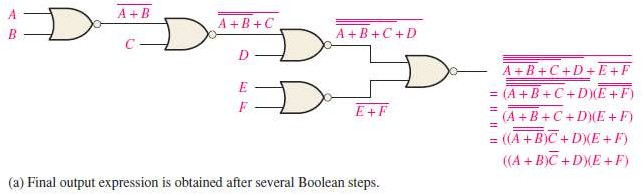 A
A + B
A + B + C
A + B + C + D
B
C
D
A + B + C + D + E + F
E
= (A + B + C + D)(E + F)
F
E + F
= (A + B + C + D)(E + F)
= ((A + B)C̅ + D)(E + F)
((A + B)C̅ + D)(E + F)
(a) Final output expression is obtained after several Boolean steps.